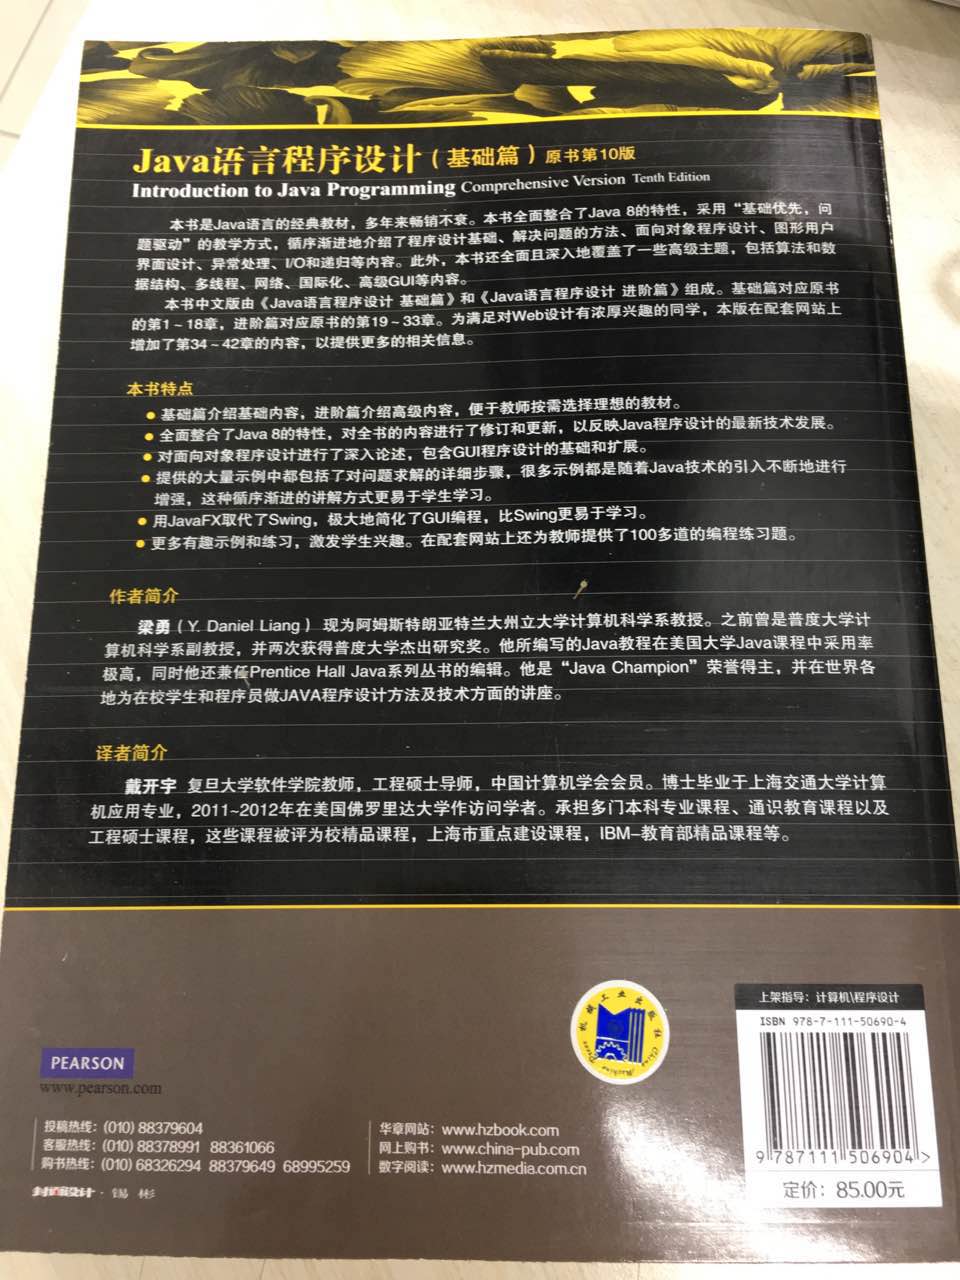 Java语言程序设计（基础篇）原书第10版
Introduction to Java Programming Comprehensive Version Tenth Edition
本书是Java语言的经典教材，多年来畅销不衰。本书全面整合了Java 8的特性，采用“基础优先，问
题驱动”的教学方式，循序渐进地介绍了程序设计基础、解决问题的方法、面向对象程序设计、图形用户
界面设计、异常处理、I/O和递归等内容。此外，本书还全面且深入地覆盖了一些高级主题，包括算法和数
据结构、多线程、网络、国际化、高级GUI等内容。
本书中文版由《Java语言程序设计 基础篇》和《Java语言程序设计 进阶篇》组成。基础篇对应原书
的第1～18章，进阶篇对应原书的第19～33章。为满足对Web设计有浓厚兴趣的同学，本版在配套网站上
增加了第34～42章的内容，以提供更多的相关信息。
本书特点
● 基础篇介绍基础内容，进阶篇介绍高级内容，便于教师按需选择理想的教材。
● 全面整合了Java 8的特性，对全书的内容进行了修订和更新，以反映Java程序设计的最新技术发展。
● 对面向对象程序设计进行了深入论述，包含GUI程序设计的基础和扩展。
● 提供的大量示例中都包括了对问题求解的详细步骤，很多示例都是随着Java技术的引入不断地进行
增强，这种循序渐进的讲解方式更易于学生学习。
● 用JavaFX取代了Swing，极大地简化了GUI编程，比Swing更易于学习。
● 更多有趣示例和练习，激发学生兴趣。在配套网站上还为教师提供了100多道的编程练习题。
作者简介
梁勇（Y. Daniel Liang） 现为阿姆斯特朗亚特兰大州立大学计算机科学系教授。之前曾是普度大学计
算机科学系副教授，并两次获得普度大学杰出研究奖。他所编写的Java教程在美国大学Java课程中采用率
极高，同时他还兼任Prentice Hall Java系列丛书的编辑。他是“Java Champion”荣誉得主，并在世界各
地为在校学生和程序员做JAVA程序设计方法及技术方面的讲座。
译者简介
戴开宇 复旦大学软件学院教师，工程硕士导师，中国计算机学会会员。博士毕业于上海交通大学计算
机应用专业，2011~2012年在美国佛罗里达大学作访问学者。承担多门本科专业课程、通识教育课程以及
工程硕士课程，这些课程被评为校精品课程，上海市重点建设课程，IBM-教育部精品课程等。
机械工业出版社
China Machine Press
上架指导：计算机\程序设计
ISBN 978-7-111-50690-4
9 787111 506904 >
定价：85.00元
PEARSON
www.pearson.com
投稿热线：(010) 88379604
客服热线：(010) 88378991 88361066
购书热线：(010) 68326294 88379649 68995259
华章网站：www.hzbook.com
网上购书：www.china-pub.com
数字阅读：www.hzmedia.com.cn
封面设计·锡彬